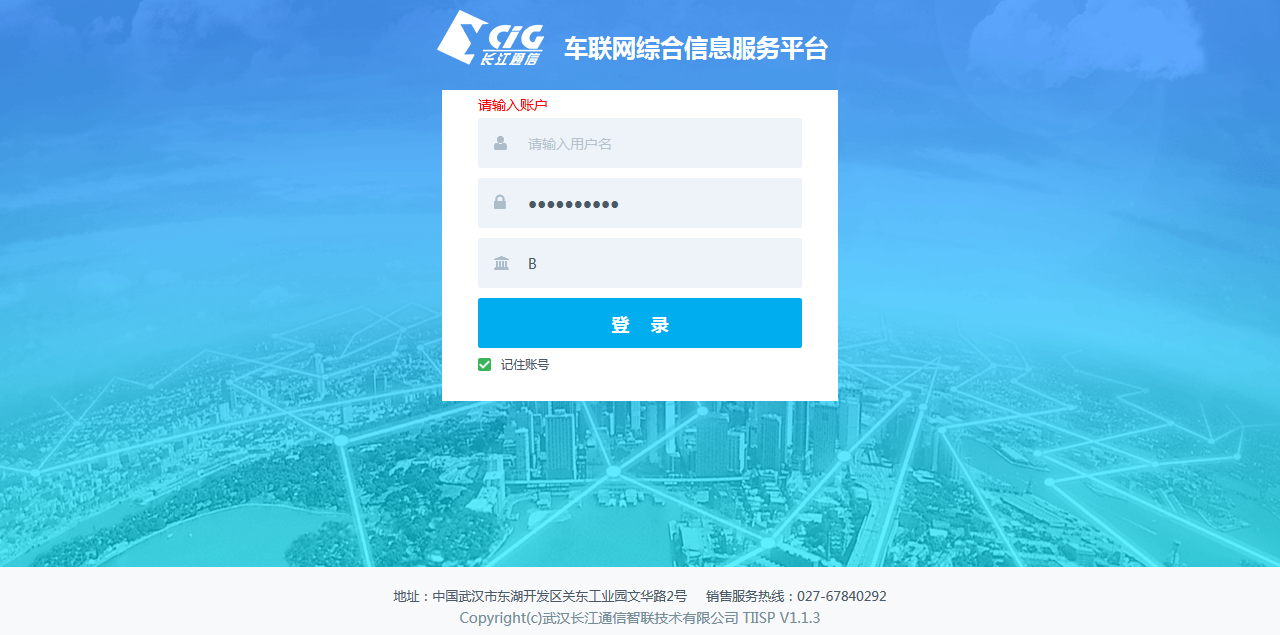 CIG
长江通信
车联网综合信息服务平台
请输入账户
请输入用户名
●●●●●●●●●●
B
登 录
记住账号
地址：中国武汉市东湖开发区关东工业园文华路2号 销售服务热线：027-67840292
Copyright(c)武汉长江通信智联技术有限公司 TIISP V1.1.3